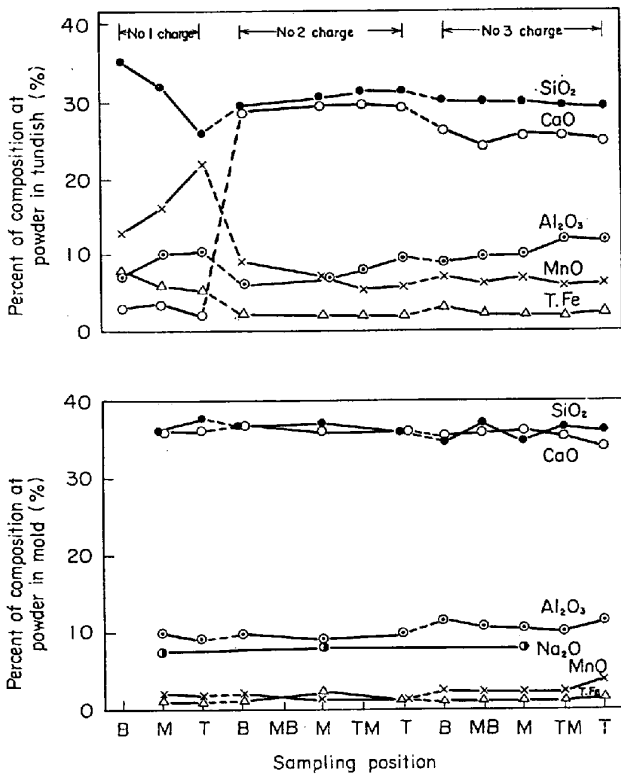 40
No 1 charge
No 2 charge
No 3 charge
SiO₂
30
CaO
20
Al₂O₃
10
MnO
T.Fe
0
Percent of composition at
powder in tundish (%)
40
SiO₂
CaO
30
20
Al₂O₃
10
Na₂O
MnO
T.Fe
0
Percent of composition at
powder in mold (%)
B M T B MB M TM T B MB M TM T
Sampling position